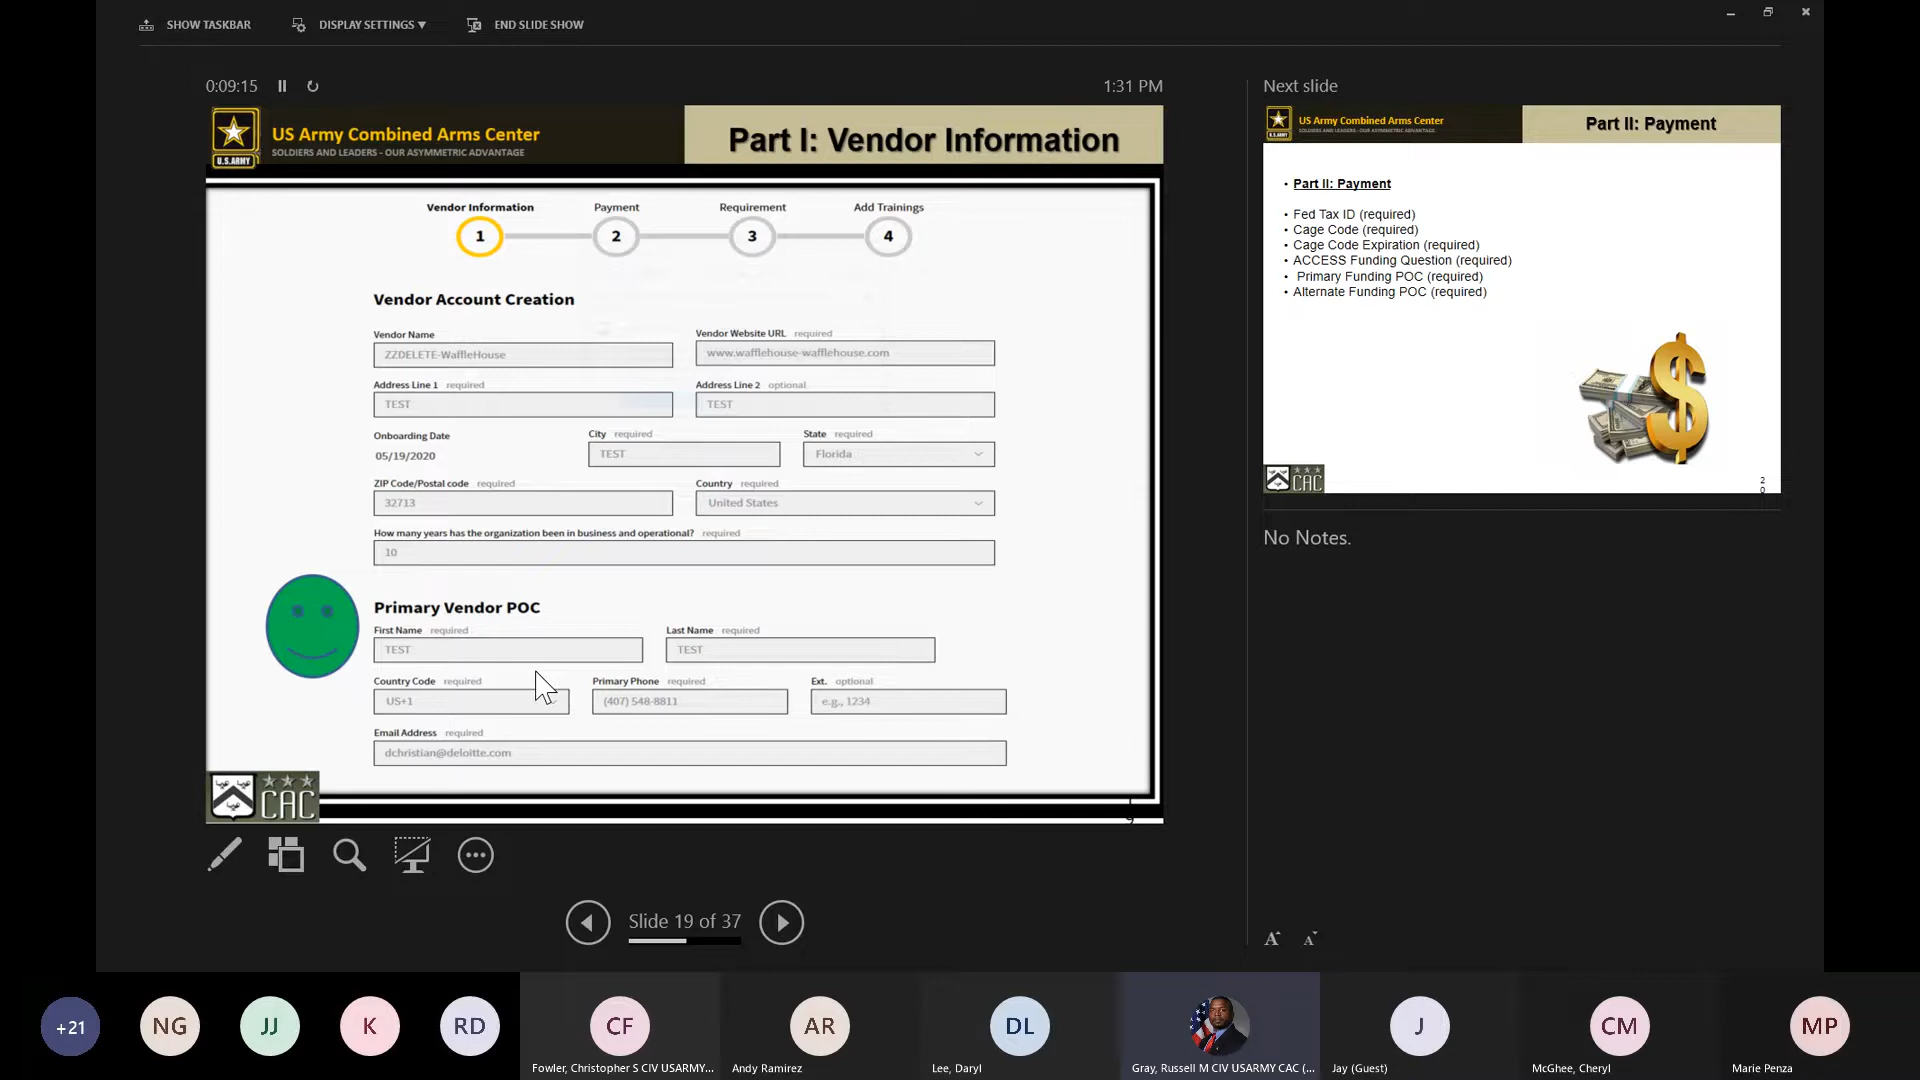 SHOW TASKBAR
DISPLAY SETTINGS
END SLIDE SHOW
0:09:15
1:31 PM
US Army Combined Arms Center
SOLDIERS AND LEADERS - OUR ASYMMETRIC ADVANTAGE
U.S.ARMY
Part I: Vendor Information
Vendor Information
Payment
Requirement
Add Trainings
1
2
3
4
Vendor Account Creation
Vendor Name
Vendor Website URL required
ZZDELETE-WaffleHouse
www.wafflehouse-wafflehouse.com
Address Line 1 required
Address Line 2 optional
TEST
TEST
Onboarding Date
City required
State required
05/19/2020
TEST
Florida
ZIP Code/Postal code required
Country required
32713
United States
How many years has the organization been in business and operational? required
10
Primary Vendor POC
First Name required
Last Name required
TEST
TEST
Country Code required
Primary Phone required
Ext. optional
US+1
(407) 548-8811
e.g., 1234
Email Address required
dchristian@deloitte.com
CAC
Slide 19 of 37
Next slide
US Army Combined Arms Center
SOLDIERS AND LEADERS - OUR ASYMMETRIC ADVANTAGE
Part II: Payment
• Part II: Payment
• Fed Tax ID (required)
• Cage Code (required)
• Cage Code Expiration (required)
• ACCESS Funding Question (required)
• Primary Funding POC (required)
• Alternate Funding POC (required)
CAC
2
0
No Notes.
A
A
+21
NG
JJ
K
RD
CF
AR
DL
J
CM
MP
Fowler, Christopher S CIV USARMY...
Andy Ramirez
Lee, Daryl
Gray, Russell M CIV USARMY CAC (...
Jay (Guest)
McGhee, Cheryl
Marie Penza